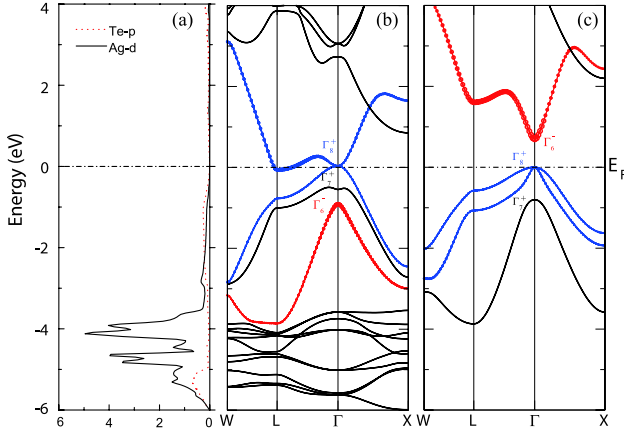 (a)
(b)
(c)
Te-p
Ag-d
Energy (eV)
4
2
0
-2
-4
-6
6 4 2 0
Γ8+
Γ7+
Γ6-
W L Γ X
Γ6-
Γ8+
Γ7+
W L Γ X
EF